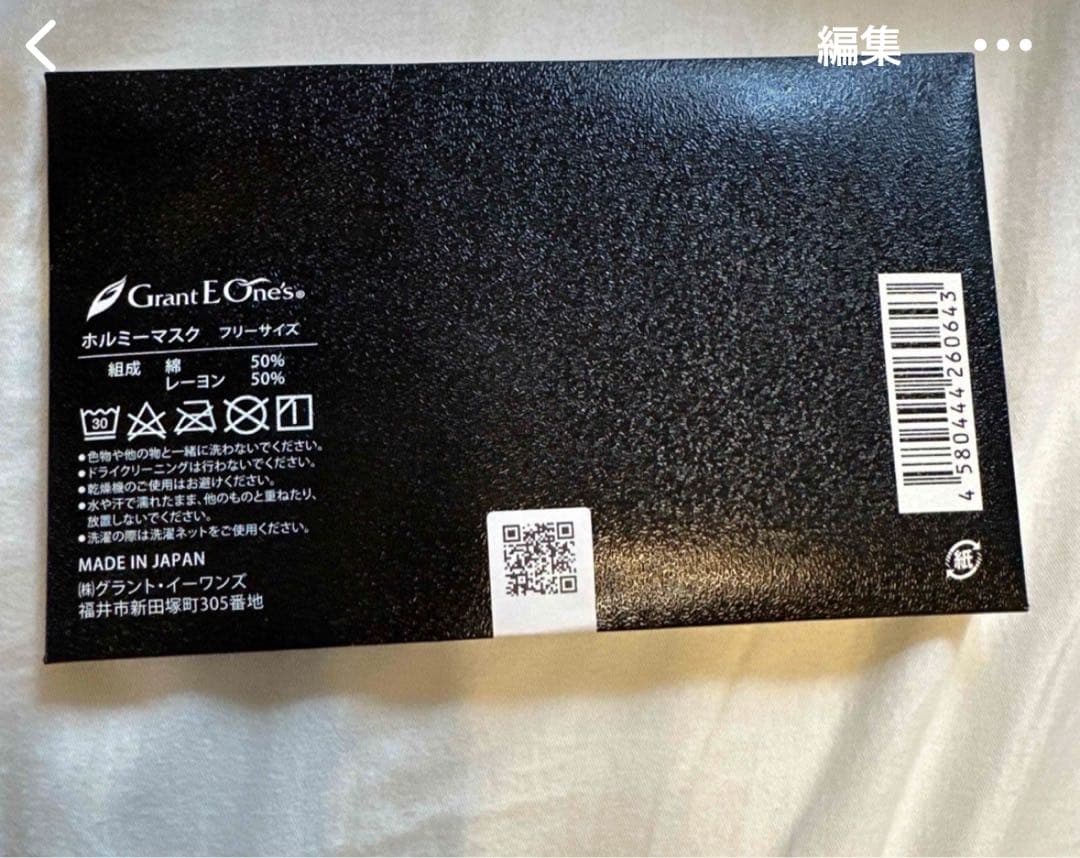 編集
Grant E One's®
ホルミーマスク フリーサイズ
組成 綿 50%
レーヨン 50%
30
●色物や他の物と一緒に洗わないでください。
●ドライクリーニングは行わないでください。
●乾燥機のご使用はお避けください。
●水や汗で濡れたまま、他のものと重ねたり、
放置しないでください。
●洗濯の際は洗濯ネットをご使用ください。
MADE IN JAPAN
㈱グラント・イーワンズ
福井市新田塚町305番地
4580444260643
紙